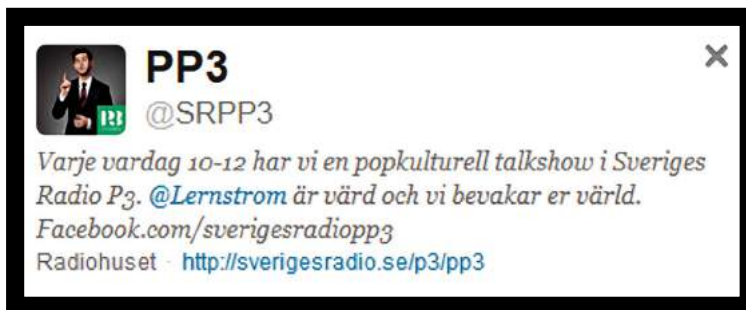 PP3
@SRPP3
Varje vardag 10-12 har vi en popkulturell talkshow i Sveriges
Radio P3. @Lernstrom är värd och vi bevakar er värld.
Facebook.com/sverigesradiopp3
Radiohuset · http://sverigesradio.se/p3/pp3